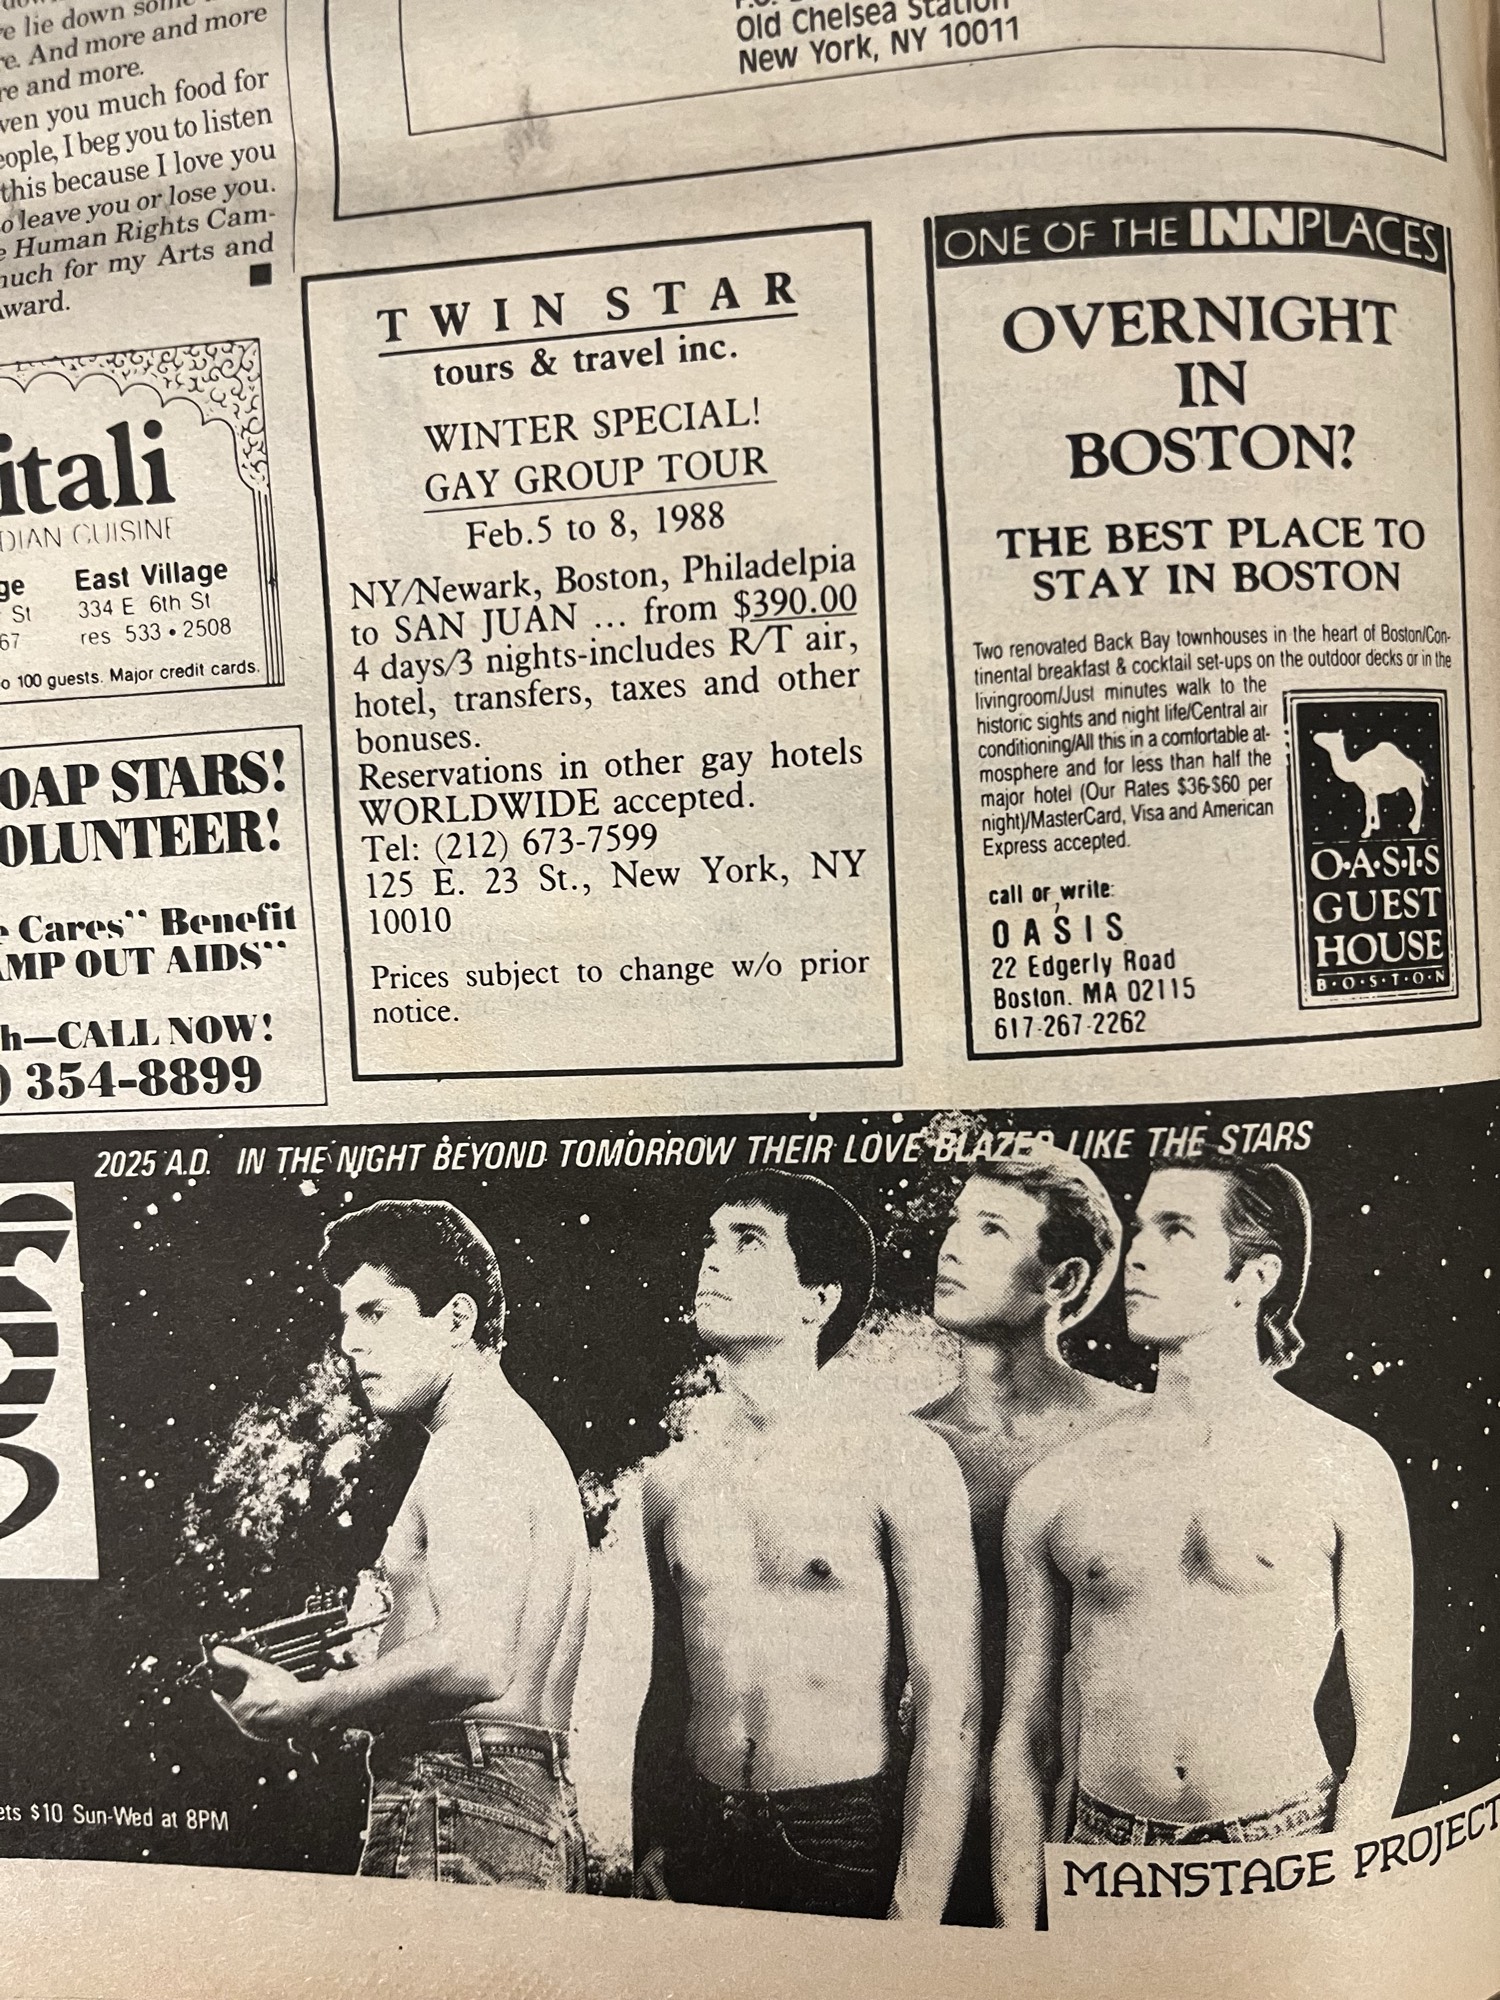 lie down some
e. And more and more
re and more.
ven you much food for
eople, I beg you to listen
this because I love you
o leave you or lose you.
Human Rights Cam-
much for my Arts and
ward.
Old Chelsea Station
New York, NY 10011
itali
DIAN CUISINE
ge
St
67
East Village
334 E 6th St
res 533 • 2508
o 100 guests. Major credit cards.
OAP STARS!
OLUNTEER!
Cares" Benefit
AMP OUT AIDS"
h—CALL NOW!
) 354-8899
TWIN STAR
tours & travel inc.
WINTER SPECIAL!
GAY GROUP TOUR
Feb.5 to 8, 1988
NY/Newark, Boston, Philadelpia
to SAN JUAN ... from $390.00
4 days/3 nights-includes R/T air,
hotel, transfers, taxes and other
bonuses.
Reservations in other gay hotels
WORLDWIDE accepted.
Tel: (212) 673-7599
125 E. 23 St., New York, NY
10010
Prices subject to change w/o prior
notice.
ONE OF THE INNPLACES
OVERNIGHT
IN
BOSTON?
THE BEST PLACE TO
STAY IN BOSTON
Two renovated Back Bay townhouses in the heart of Boston/Con-
tinental breakfast & cocktail set-ups on the outdoor decks or in the
livingroom/Just minutes walk to the
historic sights and night life/Central air
conditioning/All this in a comfortable at-
mosphere and for less than half the
major hotel (Our Rates $36-$60 per
night)/MasterCard, Visa and American
Express accepted.
call or write:
OASIS
22 Edgerly Road
Boston. MA 02115
617-267-2262
O·A·S·I·S
GUEST
HOUSE
B·O·S·T·O·N
2025 A.D. IN THE NIGHT BEYOND TOMORROW THEIR LOVE BLAZED LIKE THE STARS
ets $10 Sun-Wed at 8PM
MANSTAGE PROJECT